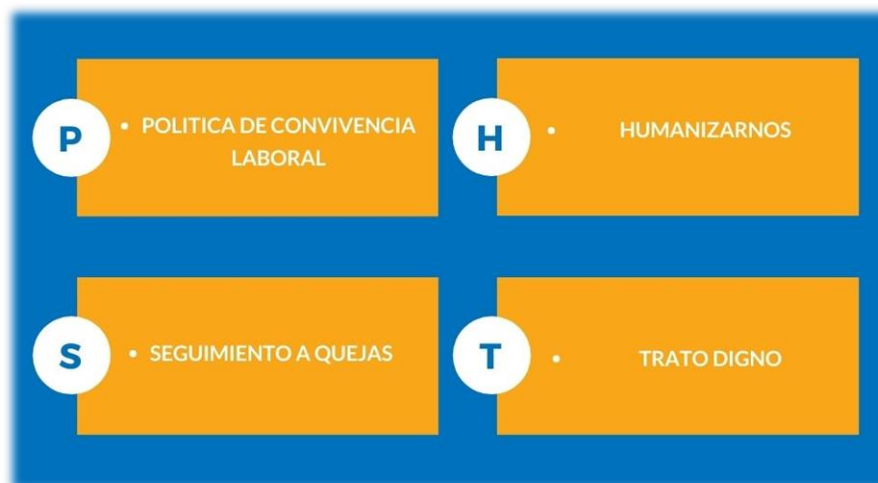 P
• POLITICA DE CONVIVENCIA
LABORAL
H
• HUMANIZARNOS
S
• SEGUIMIENTO A QUEJAS
T
• TRATO DIGNO